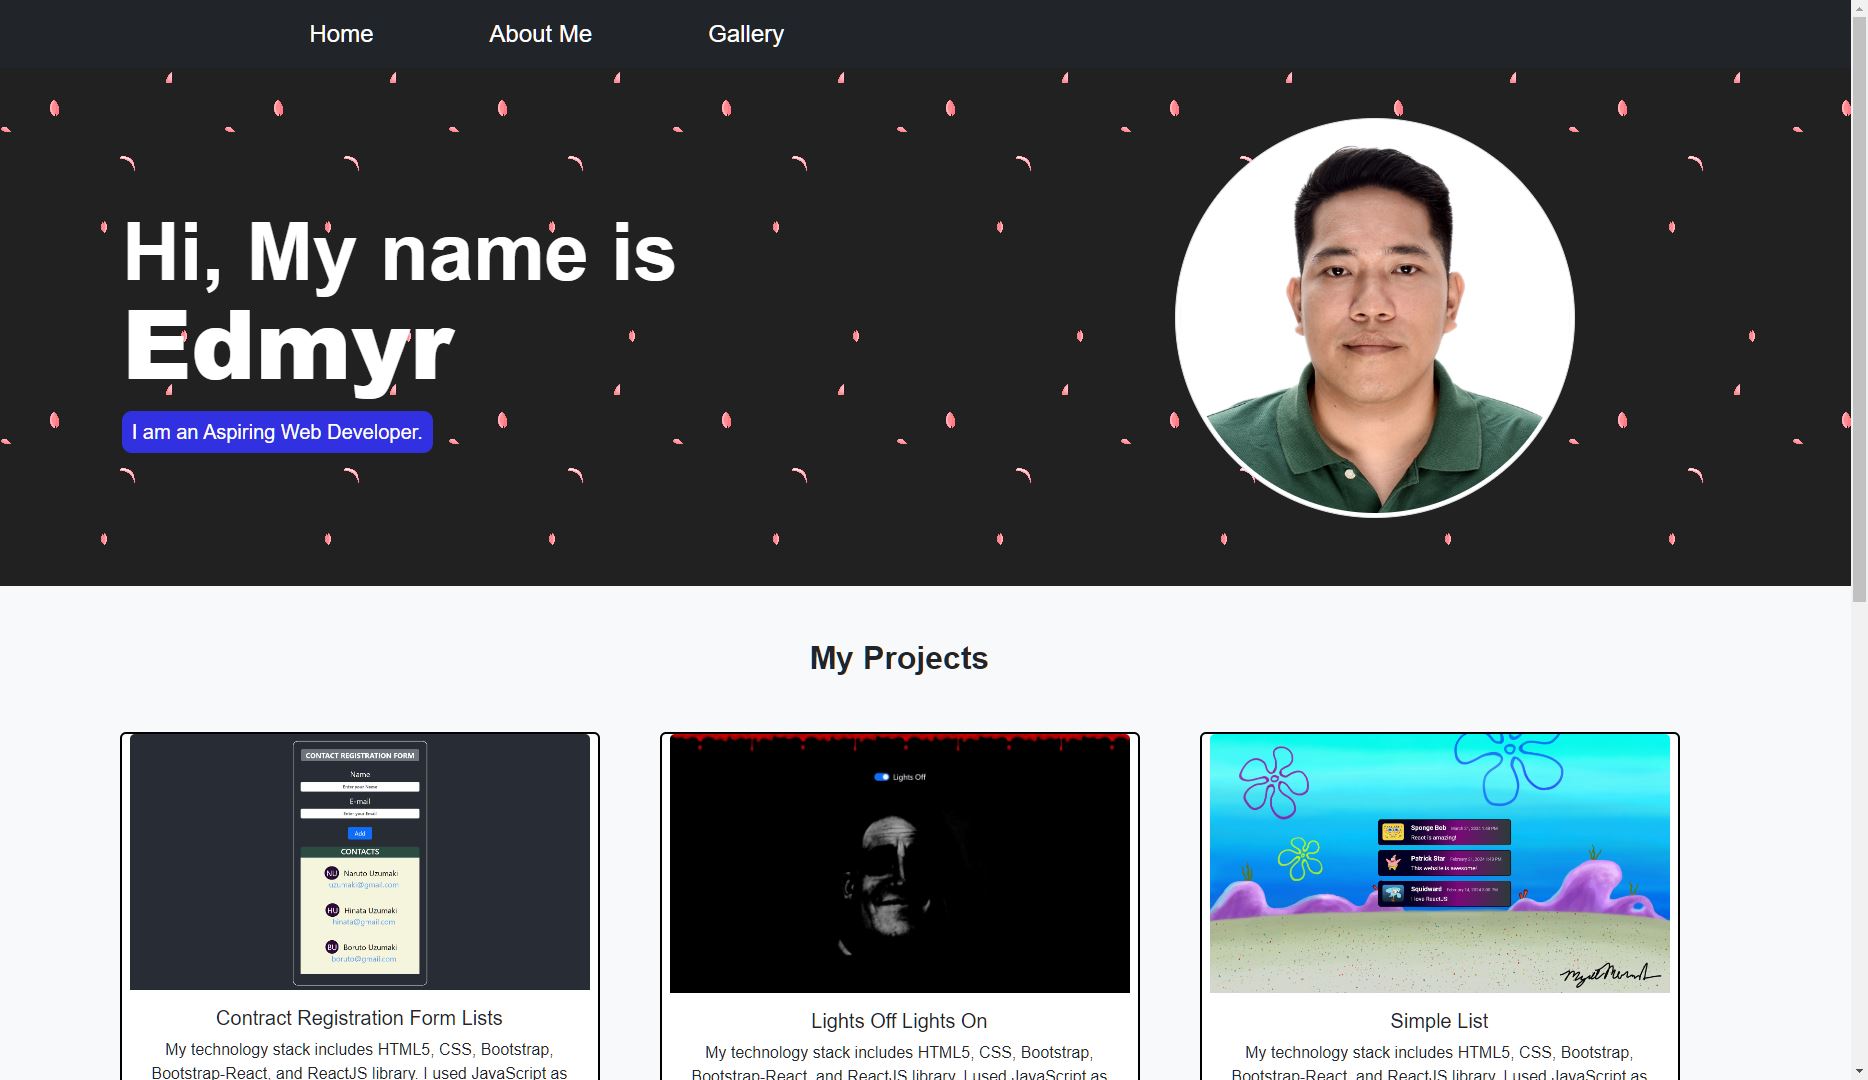 Home About Me Gallery
Hi, My name is
Edmyr
I am an Aspiring Web Developer.
My Projects
CONTACT REGISTRATION FORM
Name
Enter your Name
E-mail
Enter your Email
Add
CONTACTS
NU Naruto Uzumaki
uzumaki@gmail.com
HU Hinata Uzumaki
hinata@gmail.com
BU Boruto Uzumaki
boruto@gmail.com
Contract Registration Form Lists
My technology stack includes HTML5, CSS, Bootstrap,
Bootstrap-React, and ReactJS library. I used JavaScript as
Lights Off
Lights Off Lights On
My technology stack includes HTML5, CSS, Bootstrap,
Bootstrap-React, and ReactJS library. I used JavaScript as
Sponge Bob
React is amazing!
Patrick Star
This website is awesome!
Squidward
I love ReactJS!
Simple List
My technology stack includes HTML5, CSS, Bootstrap,
Bootstrap-React, and ReactJS library. I used JavaScript as